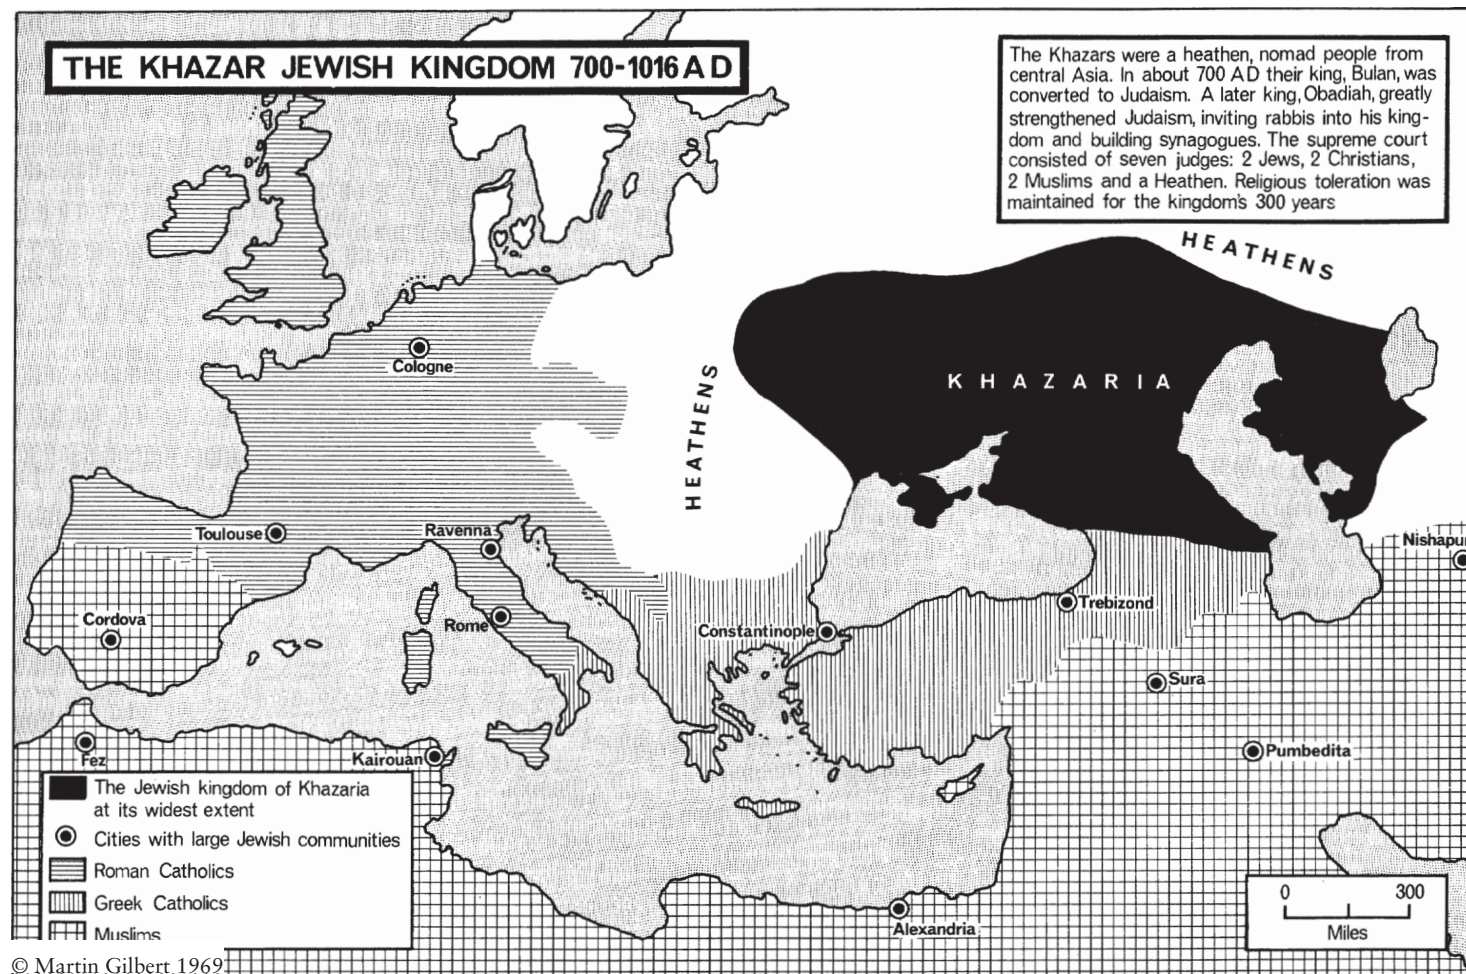 THE KHAZAR JEWISH KINGDOM 700-1016 A D
The Khazars were a heathen, nomad people from
central Asia. In about 700 A D their king, Bulan, was
converted to Judaism. A later king, Obadiah, greatly
strengthened Judaism, inviting rabbis into his king-
dom and building synagogues. The supreme court
consisted of seven judges: 2 Jews, 2 Christians,
2 Muslims and a Heathen. Religious toleration was
maintained for the kingdom's 300 years
HEATHENS
Cologne
KHAZARIA
HEATHENS
Toulouse
Ravenna
Nishapur
Cordova
Rome
Constantinople
Trebizond
Sura
Fez
Kairouan
Pumbedita
The Jewish kingdom of Khazaria
at its widest extent
Cities with large Jewish communities
Roman Catholics
Greek Catholics
Muslims
Alexandria
0 300
Miles
© Martin Gilbert 1969